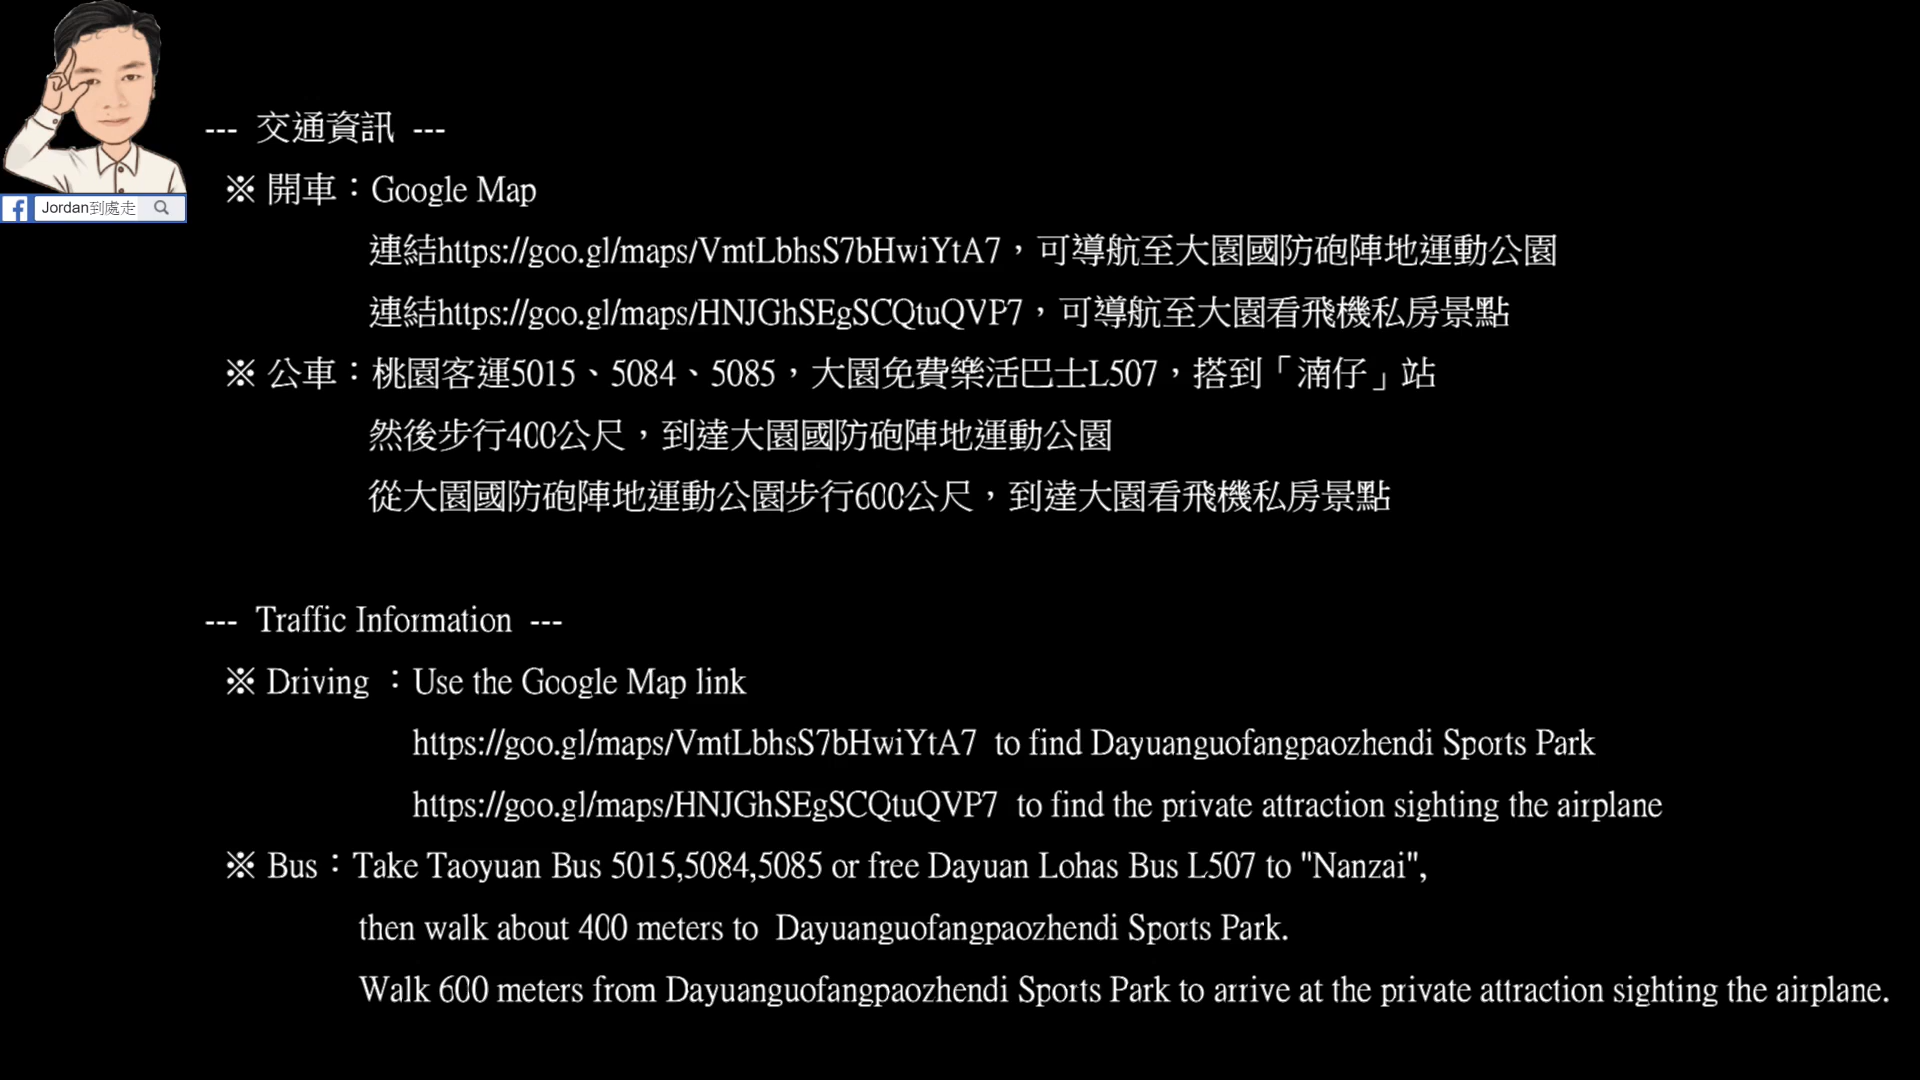 Jordan到處走
--- 交通資訊 ---
※ 開車：Google Map
連結https://goo.gl/maps/VmtLbhsS7bHwiYtA7，可導航至大園國防砲陣地運動公園
連結https://goo.gl/maps/HNJGhSEgSCQtuQVP7，可導航至大園看飛機私房景點
※ 公車：桃園客運5015、5084、5085，大園免費樂活巴士L507，搭到「湳仔」站
然後步行400公尺，到達大園國防砲陣地運動公園
從大園國防砲陣地運動公園步行600公尺，到達大園看飛機私房景點
--- Traffic Information ---
※ Driving ：Use the Google Map link
https://goo.gl/maps/VmtLbhsS7bHwiYtA7 to find Dayuanguofangpaozhendi Sports Park
https://goo.gl/maps/HNJGhSEgSCQtuQVP7 to find the private attraction sighting the airplane
※ Bus：Take Taoyuan Bus 5015,5084,5085 or free Dayuan Lohas Bus L507 to "Nanzai",
then walk about 400 meters to Dayuanguofangpaozhendi Sports Park.
Walk 600 meters from Dayuanguofangpaozhendi Sports Park to arrive at the private attraction sighting the airplane.